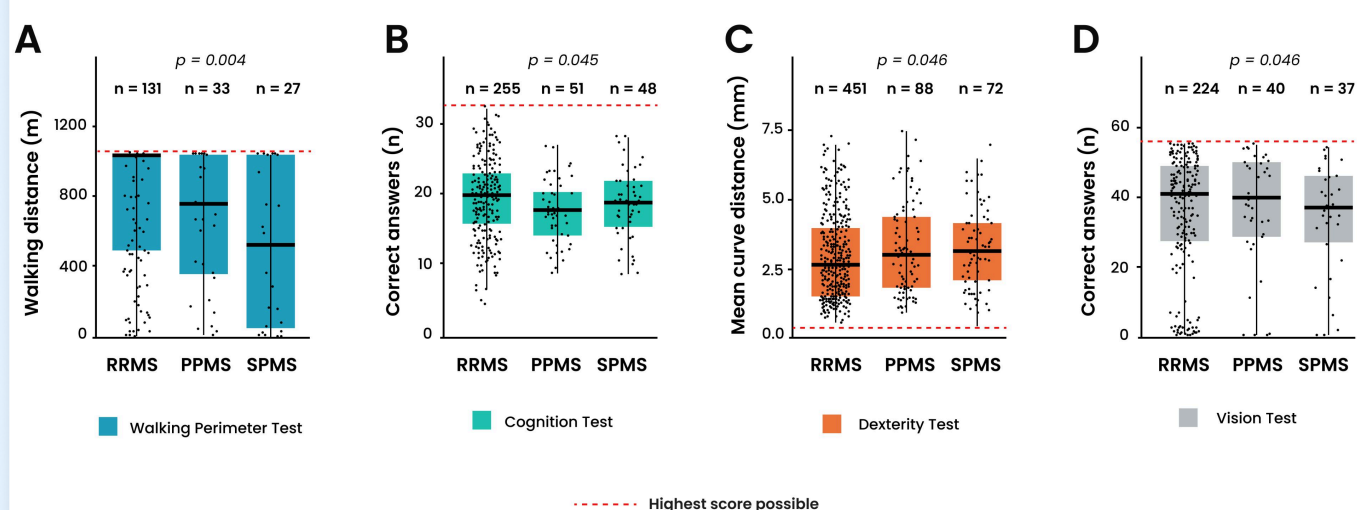 A
p = 0.004
n = 131 n = 33 n = 27
Walking distance (m)
1200
800
400
0
RRMS PPMS SPMS
Walking Perimeter Test
B
p = 0.045
n = 255 n = 51 n = 48
Correct answers (n)
30
20
10
0
RRMS PPMS SPMS
Cognition Test
C
p = 0.046
n = 451 n = 88 n = 72
Mean curve distance (mm)
7.5
5.0
2.5
0.0
RRMS PPMS SPMS
Dexterity Test
D
p = 0.046
n = 224 n = 40 n = 37
Correct answers (n)
60
40
20
0
RRMS PPMS SPMS
Vision Test
Highest score possible